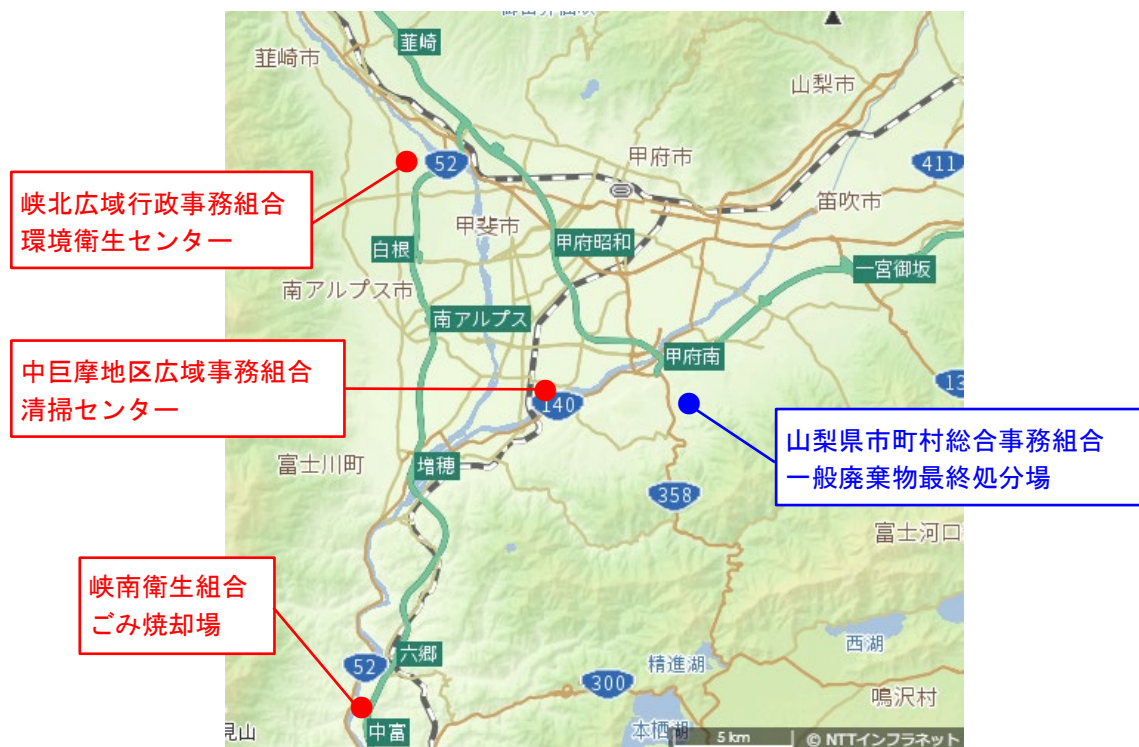 韮崎
韮崎市
山梨市
52
甲府市
411
峡北広域行政事務組合
環境衛生センター
笛吹市
甲斐市
白根
甲府昭和
一宮御坂
南アルプス市
南アルプス
甲府南
中巨摩地区広域事務組合
清掃センター
140
13
山梨県市町村総合事務組合
一般廃棄物最終処分場
富士川町
増穂
358
富士河口
峡南衛生組合
ごみ焼却場
六郷
52
西湖
精進湖
300
鳴沢村
本栖湖
見山
中富
5 km
© NTTインフラネット